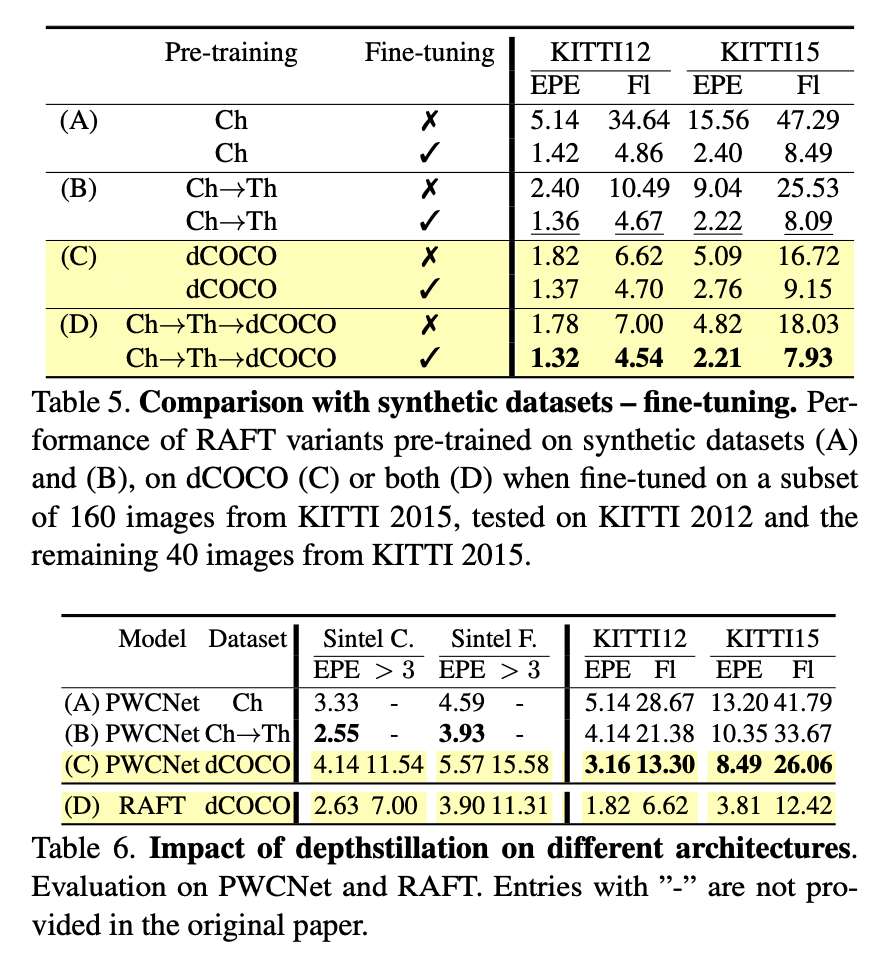 Pre-training Fine-tuning KITTI12 KITTI15
EPE Fl EPE Fl
(A) Ch ✗ 5.14 34.64 15.56 47.29
Ch ✓ 1.42 4.86 2.40 8.49
(B) Ch→Th ✗ 2.40 10.49 9.04 25.53
Ch→Th ✓ 1.36 4.67 2.22 8.09
(C) dCOCO ✗ 1.82 6.62 5.09 16.72
dCOCO ✓ 1.37 4.70 2.76 9.15
(D) Ch→Th→dCOCO ✗ 1.78 7.00 4.82 18.03
Ch→Th→dCOCO ✓ 1.32 4.54 2.21 7.93
Table 5. Comparison with synthetic datasets – fine-tuning. Per-
formance of RAFT variants pre-trained on synthetic datasets (A)
and (B), on dCOCO (C) or both (D) when fine-tuned on a subset
of 160 images from KITTI 2015, tested on KITTI 2012 and the
remaining 40 images from KITTI 2015.
Model Dataset Sintel C. Sintel F. KITTI12 KITTI15
EPE > 3 EPE > 3 EPE Fl EPE Fl
(A) PWCNet Ch 3.33 - 4.59 - 5.14 28.67 13.20 41.79
(B) PWCNet Ch→Th 2.55 - 3.93 - 4.14 21.38 10.35 33.67
(C) PWCNet dCOCO 4.14 11.54 5.57 15.58 3.16 13.30 8.49 26.06
(D) RAFT dCOCO 2.63 7.00 3.90 11.31 1.82 6.62 3.81 12.42
Table 6. Impact of depthstillation on different architectures.
Evaluation on PWCNet and RAFT. Entries with ”-” are not pro-
vided in the original paper.